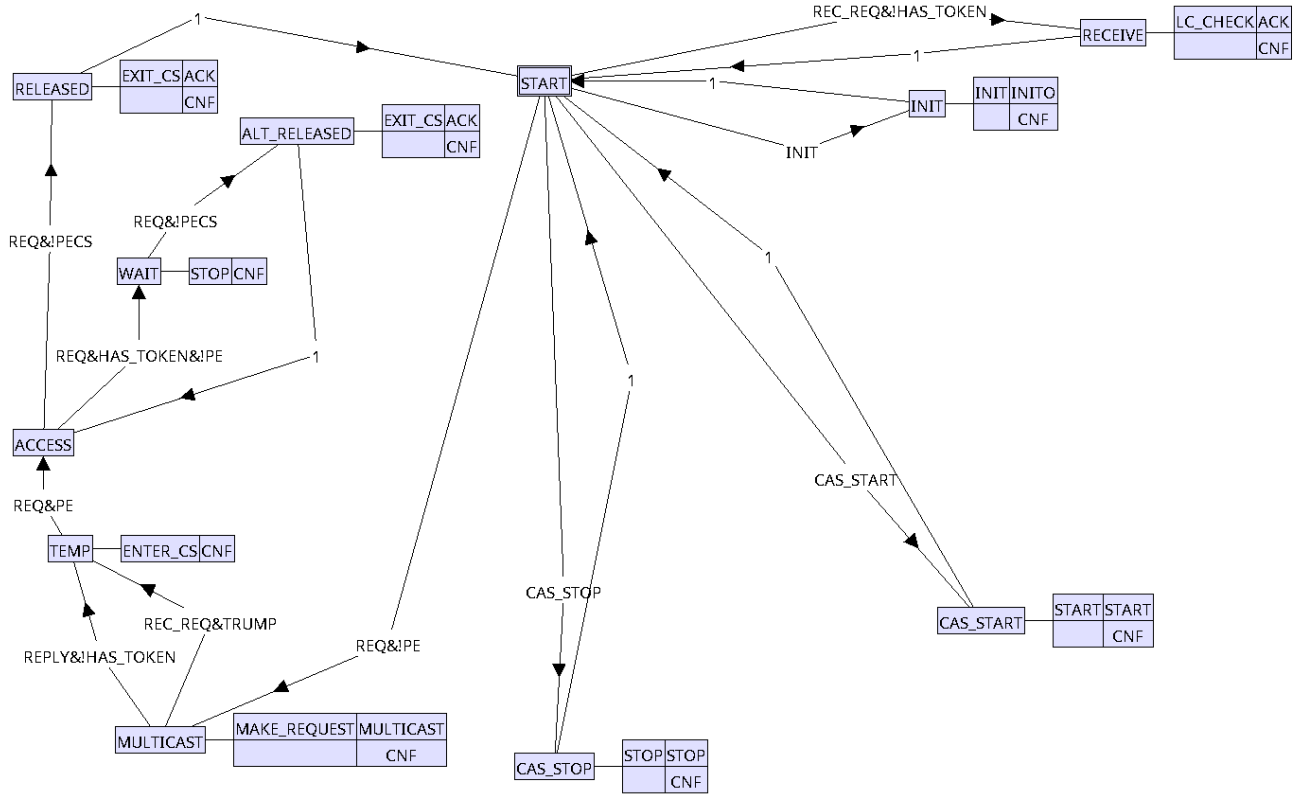 REC_REQ&!HAS_TOKEN
1
LC_CHECK ACK
RECEIVE
CNF
1
EXIT_CS ACK
START
1
RELEASED
INIT INITO
CNF
INIT
EXIT_CS ACK
CNF
ALT_RELEASED
CNF
INIT
REQ&!PECS
REQ&!PECS
1
WAIT
STOP CNF
REQ&HAS_TOKEN&!PE
1
1
ACCESS
CAS_START
REQ&PE
TEMP
ENTER_CS CNF
CAS_STOP
START START
REC_REQ&TRUMP
CAS_START
CNF
REQ&!PE
REPLY&!HAS_TOKEN
MAKE_REQUEST MULTICAST
MULTICAST
CNF
STOP STOP
CAS_STOP
CNF